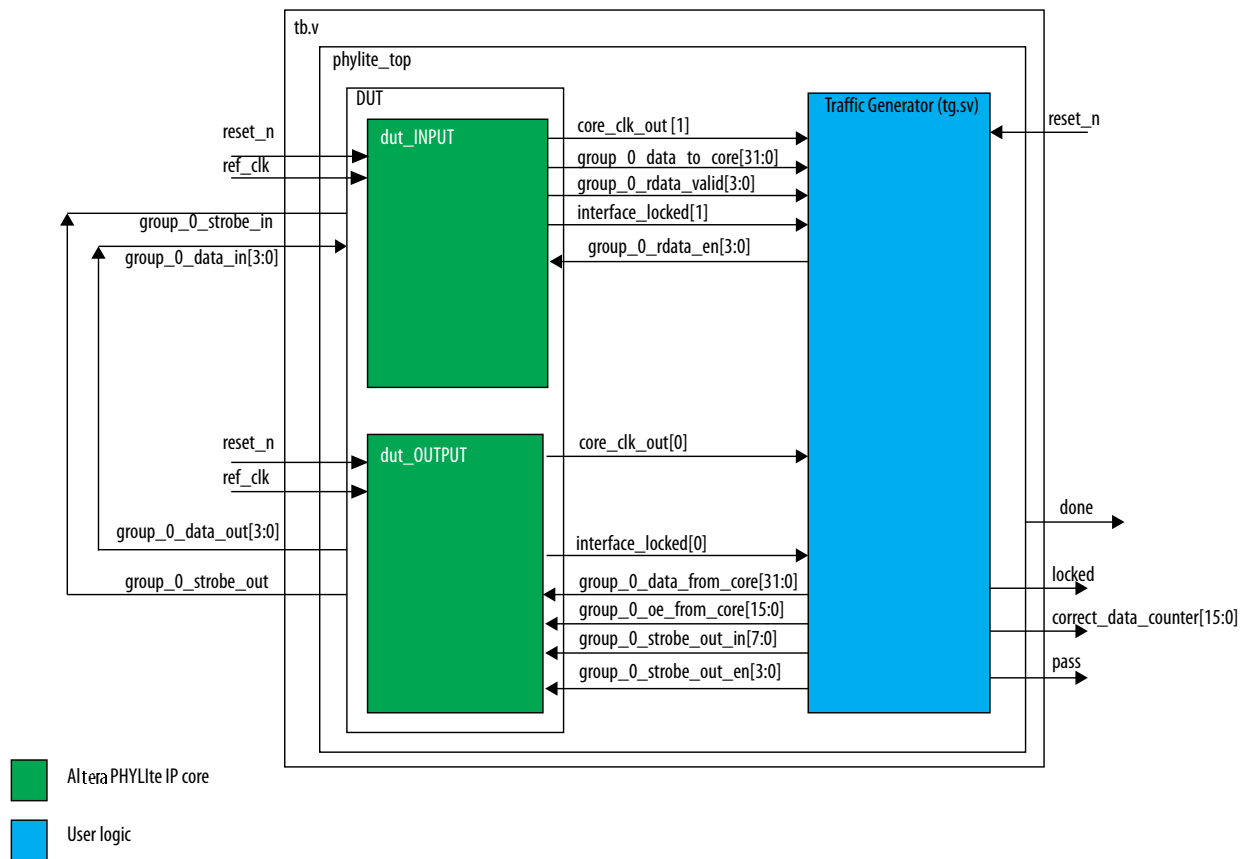 tb.v
phylite_top
DUT
Traffic Generator (tg.sv)
reset_n
dut_INPUT
core_clk_out [1]
reset_n
ref_clk
group_0_data_to_core[31:0]
group_0_rdata_valid[3:0]
group_0_strobe_in
interface_locked[1]
group_0_data_in[3:0]
group_0_rdata_en[3:0]
reset_n
dut_OUTPUT
core_clk_out[0]
ref_clk
done
group_0_data_out[3:0]
interface_locked[0]
group_0_strobe_out
group_0_data_from_core[31:0]
locked
group_0_oe_from_core[15:0]
correct_data_counter[15:0]
group_0_strobe_out_in[7:0]
group_0_strobe_out_en[3:0]
pass
Altera PHYLIte IP core
User logic